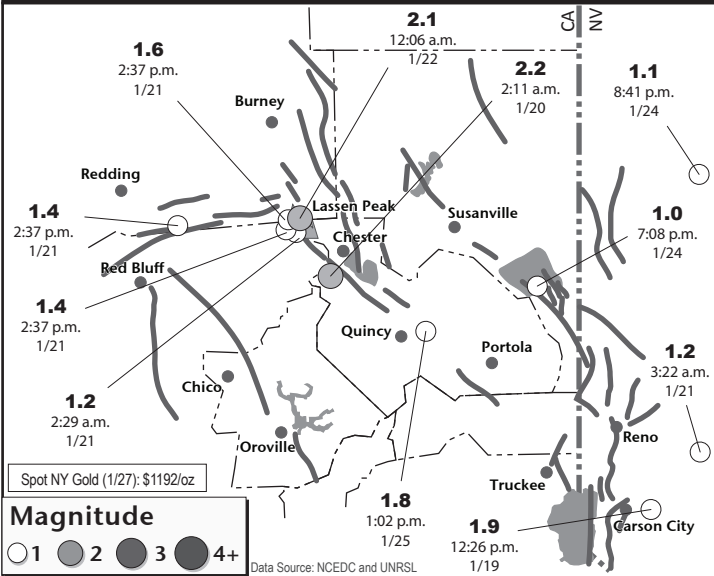 CA
NV
2.1
12:06 a.m.
1/22
1.6
2:37 p.m.
1/21
2.2
2:11 a.m.
1/20
1.1
8:41 p.m.
1/24
Burney
Redding
1.4
2:37 p.m.
1/21
Lassen Peak
Susanville
1.0
7:08 p.m.
1/24
Chester
Red Bluff
1.4
2:37 p.m.
1/21
Quincy
Portola
1.2
3:22 a.m.
1/21
Chico
1.2
2:29 a.m.
1/21
Oroville
Reno
Spot NY Gold (1/27): $1192/oz
Truckee
1.8
1:02 p.m.
1/25
1.9
12:26 p.m.
1/19
Carson City
Magnitude
1 2 3 4+
Data Source: NCEDC and UNRSL